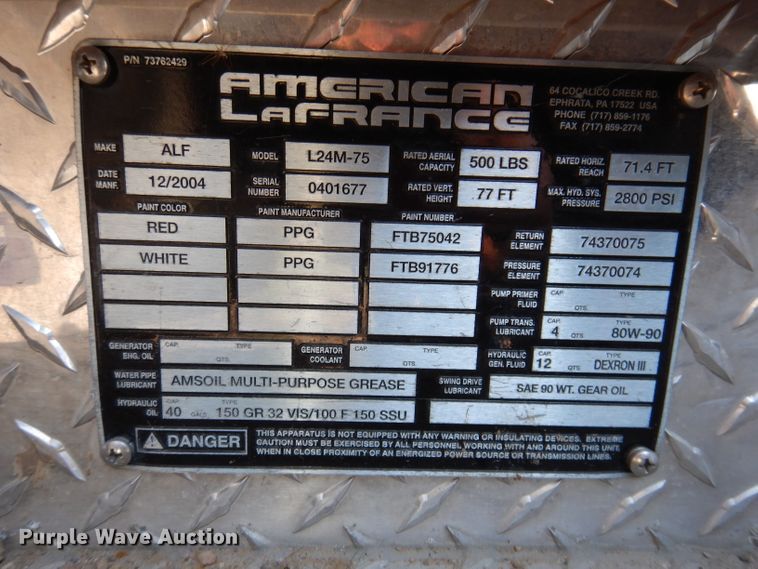 P/N 73762429
AMERICAN
LAFRANCE
64 COCALICO CREEK RD.
EPHRATA, PA 17522 USA
PHONE (717) 859-1176
FAX (717) 859-2774
MAKE ALF MODEL L24M-75 RATED AERIAL CAPACITY 500 LBS RATED HORIZ. REACH 71.4 FT
DATE MANF. 12/2004 SERIAL NUMBER 0401677 RATED VERT. HEIGHT 77 FT MAX. HYD. SYS. PRESSURE 2800 PSI
PAINT COLOR PAINT MANUFACTURER PAINT NUMBER
RED PPG FTB75042 RETURN ELEMENT 74370075
WHITE PPG FTB91776 PRESSURE ELEMENT 74370074
PUMP PRIMER FLUID CAP. QTS. TYPE
PUMP TRANS. LUBRICANT CAP. 4 QTS. TYPE 80W-90
GENERATOR ENG. OIL CAP. QTS. TYPE GENERATOR COOLANT CAP. QTS. TYPE HYDRAULIC GEN. FLUID CAP. 12 QTS. TYPE DEXRON III
WATER PIPE LUBRICANT AMSOIL MULTI-PURPOSE GREASE SWING DRIVE LUBRICANT SAE 90 WT. GEAR OIL
HYDRAULIC OIL CAP. 40 GALS. TYPE 150 GR 32 VIS/100 F 150 SSU
DANGER
THIS APPARATUS IS NOT EQUIPPED WITH ANY WARNING OR INSULATING DEVICES. EXTREME
CAUTION MUST BE EXERCISED BY ALL PERSONNEL WORKING WITH AND AROUND THIS UNIT
WHEN IN CLOSE PROXIMITY OF AN ENERGIZED POWER SOURCE OR TRANSMISSION LINES.
Purple Wave Auction